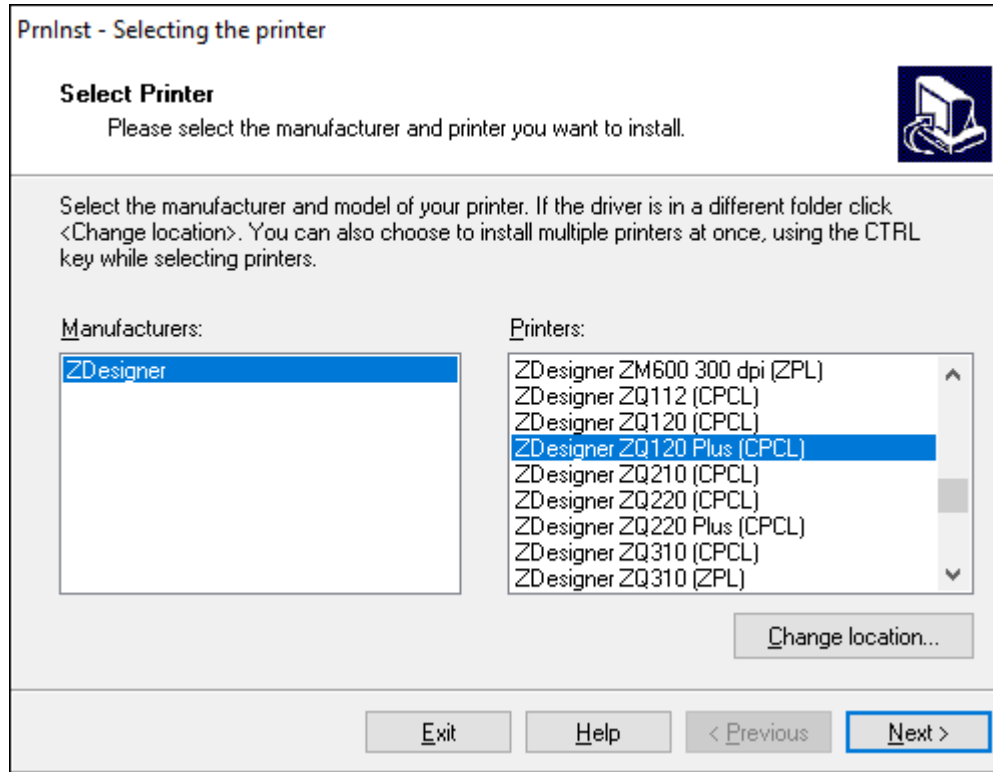 PrnInst - Selecting the printer
Select Printer
Please select the manufacturer and printer you want to install.
Select the manufacturer and model of your printer. If the driver is in a different folder click
<Change location>. You can also choose to install multiple printers at once, using the CTRL
key while selecting printers.
Manufacturers:
ZDesigner
Printers:
ZDesigner ZM600 300 dpi (ZPL)
ZDesigner ZQ112 (CPCL)
ZDesigner ZQ120 (CPCL)
ZDesigner ZQ120 Plus (CPCL)
ZDesigner ZQ210 (CPCL)
ZDesigner ZQ220 (CPCL)
ZDesigner ZQ220 Plus (CPCL)
ZDesigner ZQ310 (CPCL)
ZDesigner ZQ310 (ZPL)
Change location...
Exit
Help
< Previous
Next >